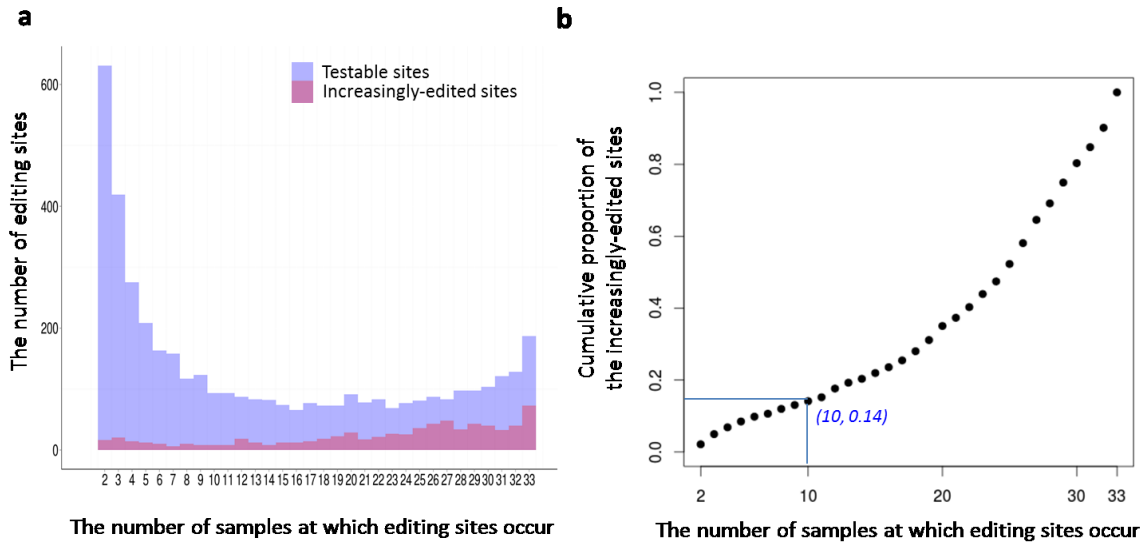 a
The number of editing sites
600
400
200
0
Testable sites
Increasingly-edited sites
2 3 4 5 6 7 8 9 10 11 12 13 14 15 16 17 18 19 20 21 22 23 24 25 26 27 28 29 30 31 32 33
The number of samples at which editing sites occur
b
Cumulative proportion of
the increasingly-edited sites
1.0
0.8
0.6
0.4
0.2
0.0
(10, 0.14)
2 10 20 30 33
The number of samples at which editing sites occur